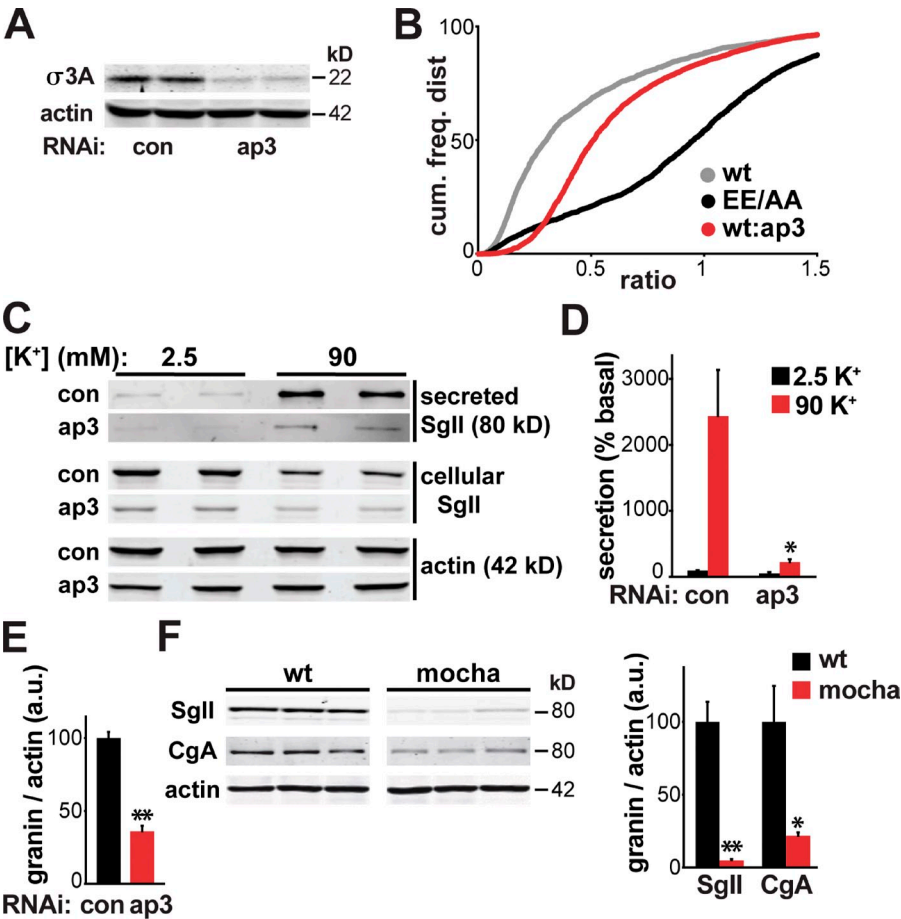 A
kD
σ3A
22
actin
42
RNAi: con ap3
B
cum. freq. dist
100
50
0
0 0.5 1 1.5
ratio
wt
EE/AA
wt:ap3
C
[K+] (mM): 2.5 90
con
ap3
secreted
SgII (80 kD)
con
ap3
cellular
SgII
con
ap3
actin (42 kD)
D
secretion (% basal)
3000
2000
1000
0
2.5 K+
90 K+
*
RNAi: con ap3
E
granin / actin (a.u.)
100
50
0
**
RNAi: con ap3
F
wt mocha
kD
SgII
80
CgA
80
actin
42
granin / actin (a.u.)
100
50
0
wt
mocha
**
*
SgII CgA